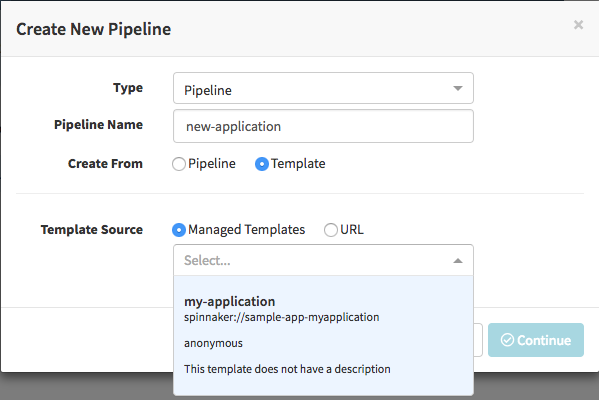 Create New Pipeline ×
Type Pipeline
Pipeline Name new-application
Create From Pipeline Template
Template Source Managed Templates URL
Select...
my-application
spinnaker://sample-app-myapplication
anonymous
Continue
This template does not have a description